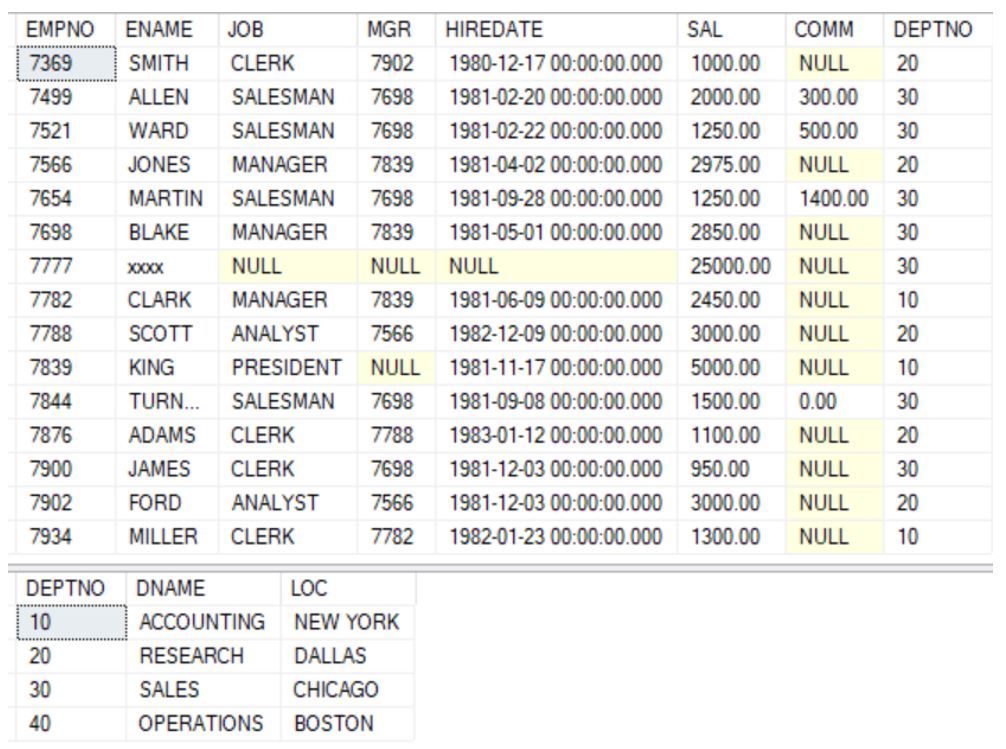 EMPNO ENAME JOB MGR HIREDATE SAL COMM DEPTNO
7369 SMITH CLERK 7902 1980-12-17 00:00:00.000 1000.00 NULL 20
7499 ALLEN SALESMAN 7698 1981-02-20 00:00:00.000 2000.00 300.00 30
7521 WARD SALESMAN 7698 1981-02-22 00:00:00.000 1250.00 500.00 30
7566 JONES MANAGER 7839 1981-04-02 00:00:00.000 2975.00 NULL 20
7654 MARTIN SALESMAN 7698 1981-09-28 00:00:00.000 1250.00 1400.00 30
7698 BLAKE MANAGER 7839 1981-05-01 00:00:00.000 2850.00 NULL 30
7777 xxxx NULL NULL NULL 25000.00 NULL 30
7782 CLARK MANAGER 7839 1981-06-09 00:00:00.000 2450.00 NULL 10
7788 SCOTT ANALYST 7566 1982-12-09 00:00:00.000 3000.00 NULL 20
7839 KING PRESIDENT NULL 1981-11-17 00:00:00.000 5000.00 NULL 10
7844 TURN... SALESMAN 7698 1981-09-08 00:00:00.000 1500.00 0.00 30
7876 ADAMS CLERK 7788 1983-01-12 00:00:00.000 1100.00 NULL 20
7900 JAMES CLERK 7698 1981-12-03 00:00:00.000 950.00 NULL 30
7902 FORD ANALYST 7566 1981-12-03 00:00:00.000 3000.00 NULL 20
7934 MILLER CLERK 7782 1982-01-23 00:00:00.000 1300.00 NULL 10
DEPTNO DNAME LOC
10 ACCOUNTING NEW YORK
20 RESEARCH DALLAS
30 SALES CHICAGO
40 OPERATIONS BOSTON